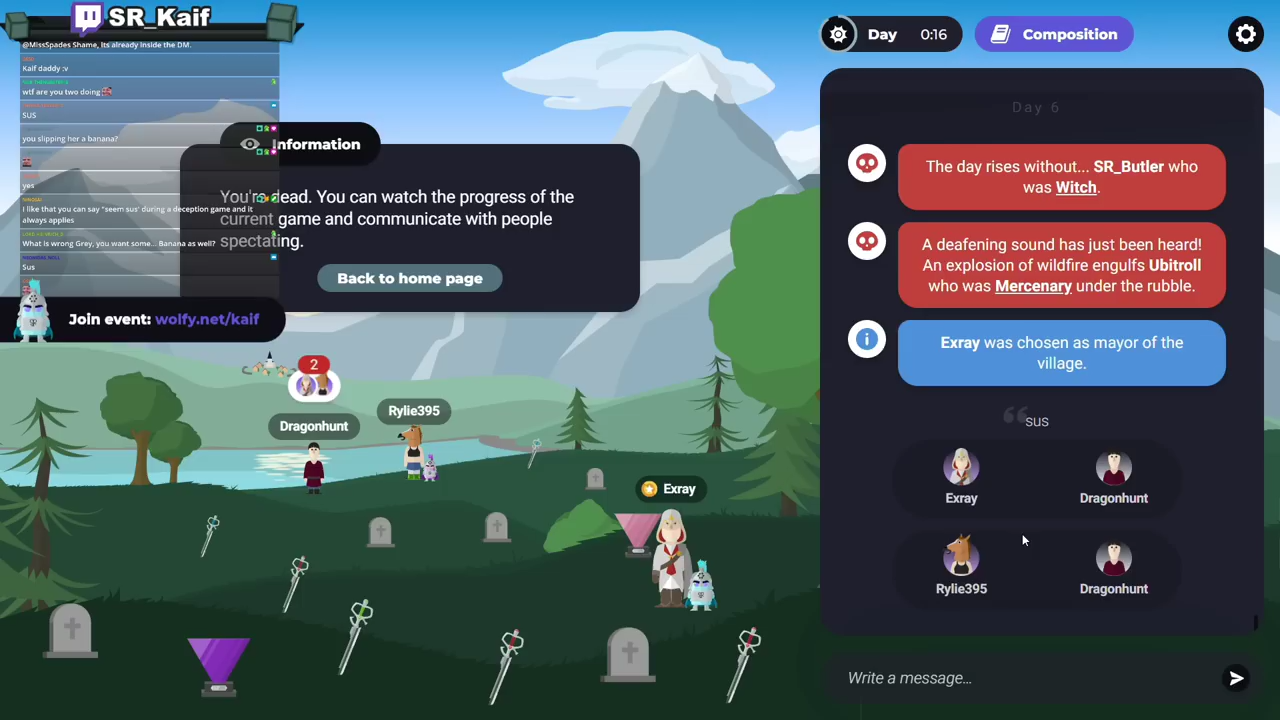 SR_Kaif
@MissSpades Shame, its already inside the DM.
Kaif daddy :v
wtf are you two doing
SUS
you slipping her a banana?
yes
I like that you can say "seem sus' during a deception game and it
always applies
What is wrong Grey, you want some... Banana as well?
Sus
Join event: wolfy.net/kaif
Information
You're dead. You can watch the progress of the
current game and communicate with people
spectating.
Back to home page
Day 0:16
Composition
Day 6
The day rises without... SR_Butler who
was Witch.
A deafening sound has just been heard!
An explosion of wildfire engulfs Ubitroll
who was Mercenary under the rubble.
Exray was chosen as mayor of the
village.
sus
Exray Dragonhunt
Rylie395 Dragonhunt
Write a message...
2
Dragonhunt
Rylie395
Exray